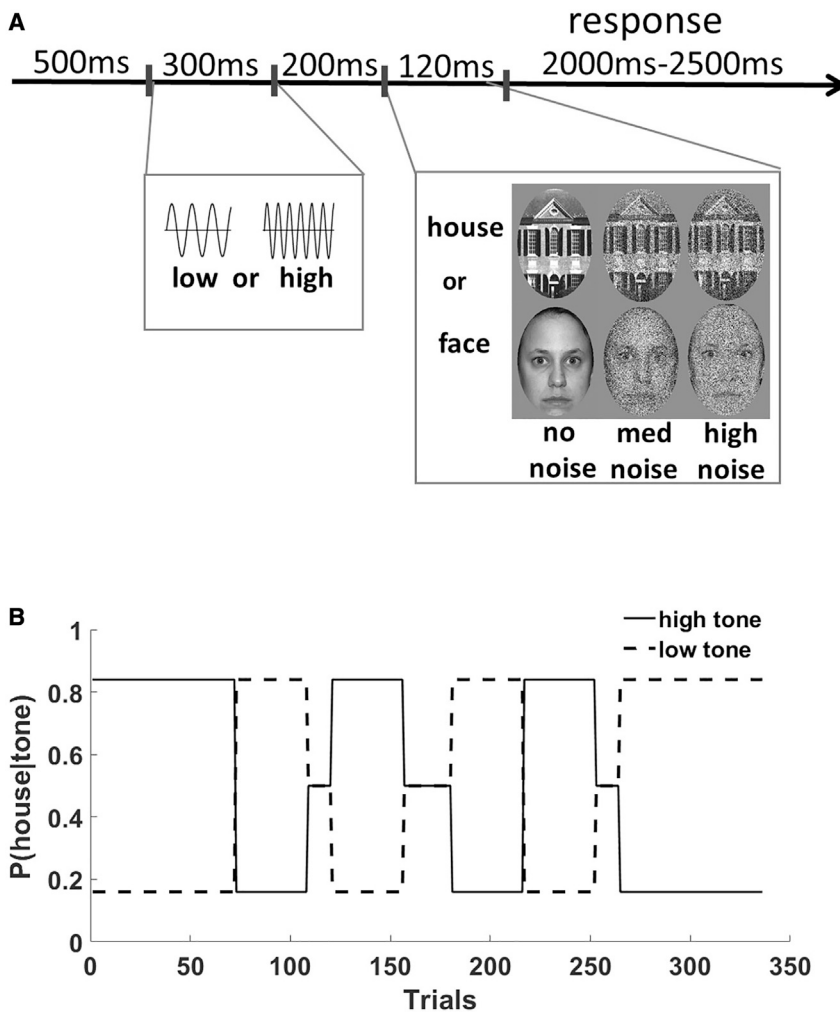 A
response
500ms 300ms 200ms 120ms 2000ms-2500ms
low or high
house
or
face
no med high
noise noise noise
B
high tone
low tone
1
0.8
0.6
0.4
0.2
0
P(house|tone)
0 50 100 150 200 250 300 350
Trials